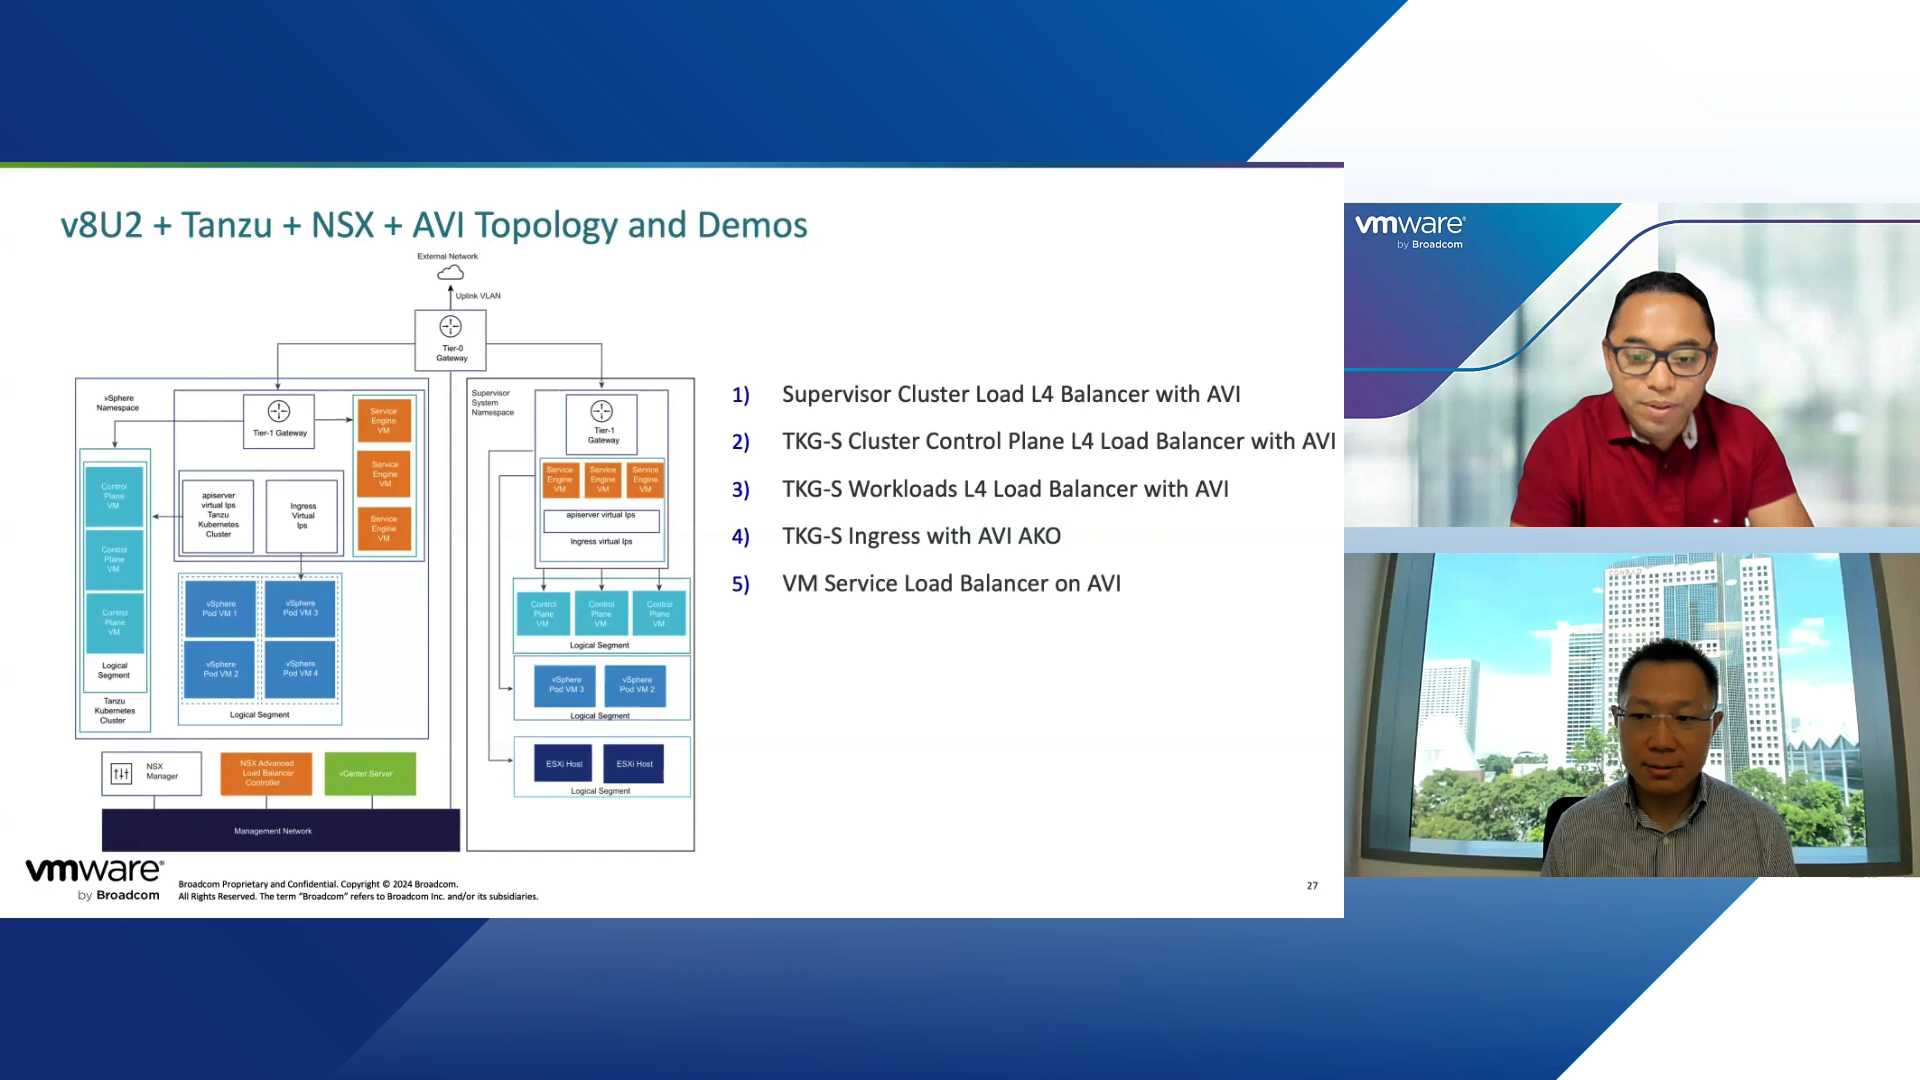 v8U2 + Tanzu + NSX + AVI Topology and Demos
External Network
Uplink VLAN
Tier-0
Gateway
vSphere
Namespace
Tier-1 Gateway
Service
Engine
VM
Service
Engine
VM
Service
Engine
VM
Control
Plane
VM
Control
Plane
VM
Control
Plane
VM
Logical
Segment
Tanzu
Kubernetes
Cluster
apiserver
virtual Ips
Tanzu
Kubernetes
Cluster
Ingress
Virtual
Ips
vSphere
Pod VM 1
vSphere
Pod VM 3
vSphere
Pod VM 2
vSphere
Pod VM 4
Logical Segment
NSX
Manager
NSX Advanced
Load Balancer
Controller
vCenter Server
Management Network
Supervisor
System
Namespace
Tier-1
Gateway
Service
Engine
VM
Service
Engine
VM
Service
Engine
VM
apiserver virtual Ips
Ingress virtual Ips
Control
Plane
VM
Control
Plane
VM
Control
Plane
VM
Logical Segment
vSphere
Pod VM 3
vSphere
Pod VM 2
Logical Segment
ESXi Host
ESXi Host
Logical Segment
1) Supervisor Cluster Load L4 Balancer with AVI
2) TKG-S Cluster Control Plane L4 Load Balancer with AVI
3) TKG-S Workloads L4 Load Balancer with AVI
4) TKG-S Ingress with AVI AKO
5) VM Service Load Balancer on AVI
vmware®
by Broadcom
Broadcom Proprietary and Confidential. Copyright © 2024 Broadcom.
All Rights Reserved. The term “Broadcom” refers to Broadcom Inc. and/or its subsidiaries.
27
vmware®
by Broadcom
CONRAD